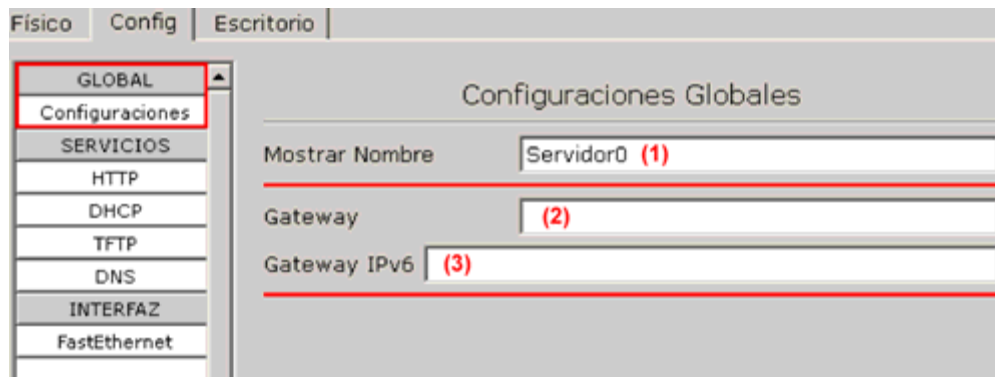 Físico Config Escritorio
GLOBAL
Configuraciones
SERVICIOS
HTTP
DHCP
TFTP
DNS
INTERFAZ
FastEthernet
Configuraciones Globales
Mostrar Nombre Servidor0 (1)
Gateway (2)
Gateway IPv6 (3)